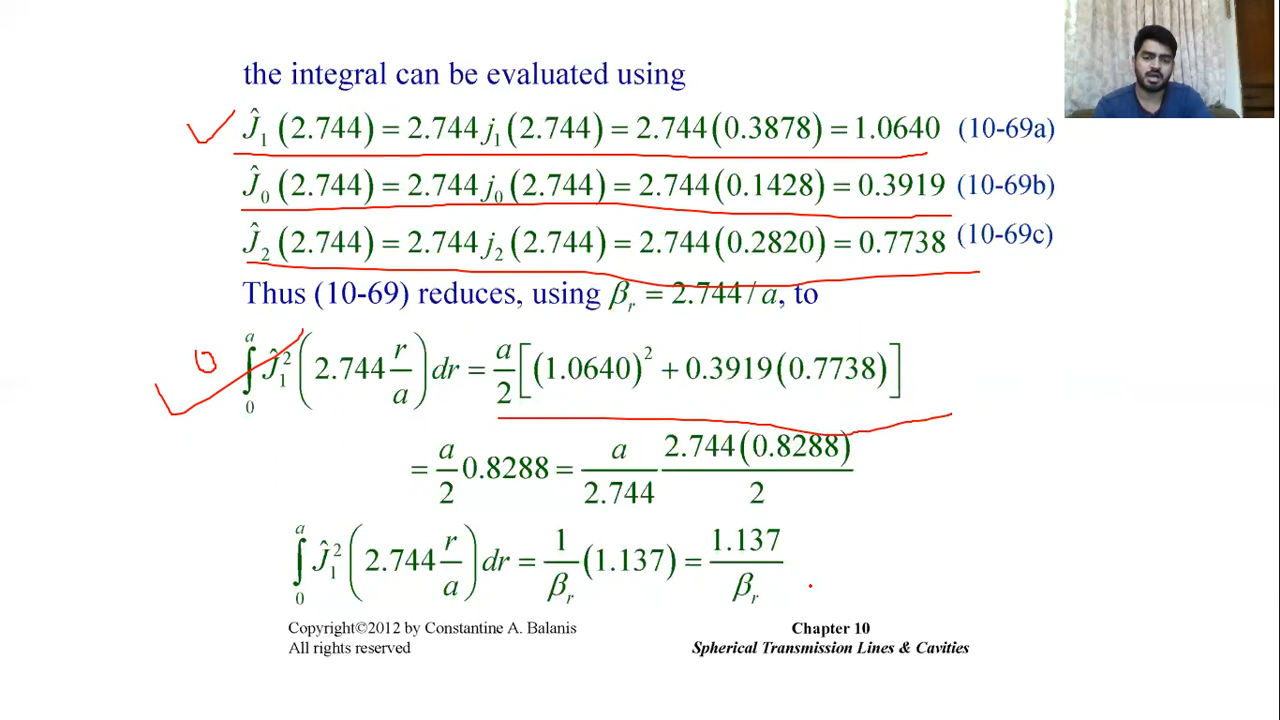 the integral can be evaluated using
Ĵ₁(2.744) = 2.744 j₁(2.744) = 2.744(0.3878) = 1.0640 (10-69a)
Ĵ₀(2.744) = 2.744 j₀(2.744) = 2.744(0.1428) = 0.3919 (10-69b)
Ĵ₂(2.744) = 2.744 j₂(2.744) = 2.744(0.2820) = 0.7738 (10-69c)
Thus (10-69) reduces, using βᵣ = 2.744/a, to
∫₀ᵃ Ĵ₁²(2.744 r/a) dr = a/2 [(1.0640)² + 0.3919(0.7738)]
= a/2 0.8288 = a/2.744 2.744(0.8288)/2
∫₀ᵃ Ĵ₁²(2.744 r/a) dr = 1/βᵣ (1.137) = 1.137/βᵣ
Copyright©2012 by Constantine A. Balanis
All rights reserved
Chapter 10
Spherical Transmission Lines & Cavities